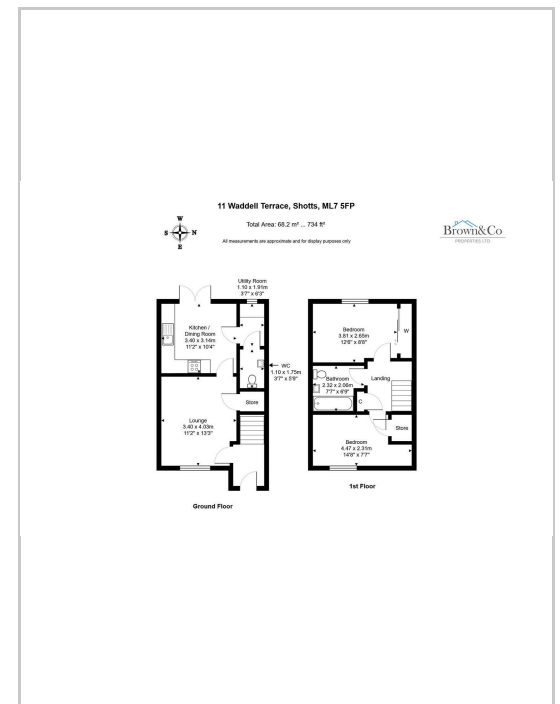 11 Waddell Terrace, Shotts, ML7 5FP
Total Area: 68.2 m² ... 734 ft²
All measurements are approximate and for display purposes only
W
S N
E
Brown&Co
PROPERTIES LTD
Utility Room
1.10 x 1.91m
3'7" x 6'3"
Kitchen /
Dining Room
3.40 x 3.14m
11'2" x 10'4"
WC
1.10 x 1.75m
3'7" x 5'9"
Store
Lounge
3.40 x 4.03m
11'2" x 13'3"
Ground Floor
Bedroom
3.81 x 2.65m
12'6" x 8'8"
W
Bathroom
2.32 x 2.06m
7'7" x 6'9"
Landing
C
Store
Bedroom
4.47 x 2.31m
14'8" x 7'7"
1st Floor